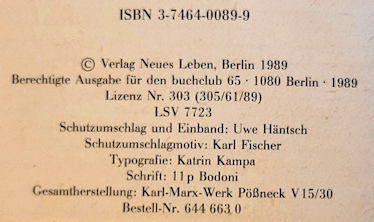 ISBN 3-7464-0089-9
© Verlag Neues Leben, Berlin 1989
Berechtigte Ausgabe für den buchclub 65 · 1080 Berlin · 1989
Lizenz Nr. 303 (305/61/89)
LSV 7723
Schutzumschlag und Einband: Uwe Häntsch
Schutzumschlagmotiv: Karl Fischer
Typografie: Katrin Kampa
Schrift: 11p Bodoni
Gesamtherstellung: Karl-Marx-Werk Pößneck V15/30
Bestell-Nr. 644 663 0